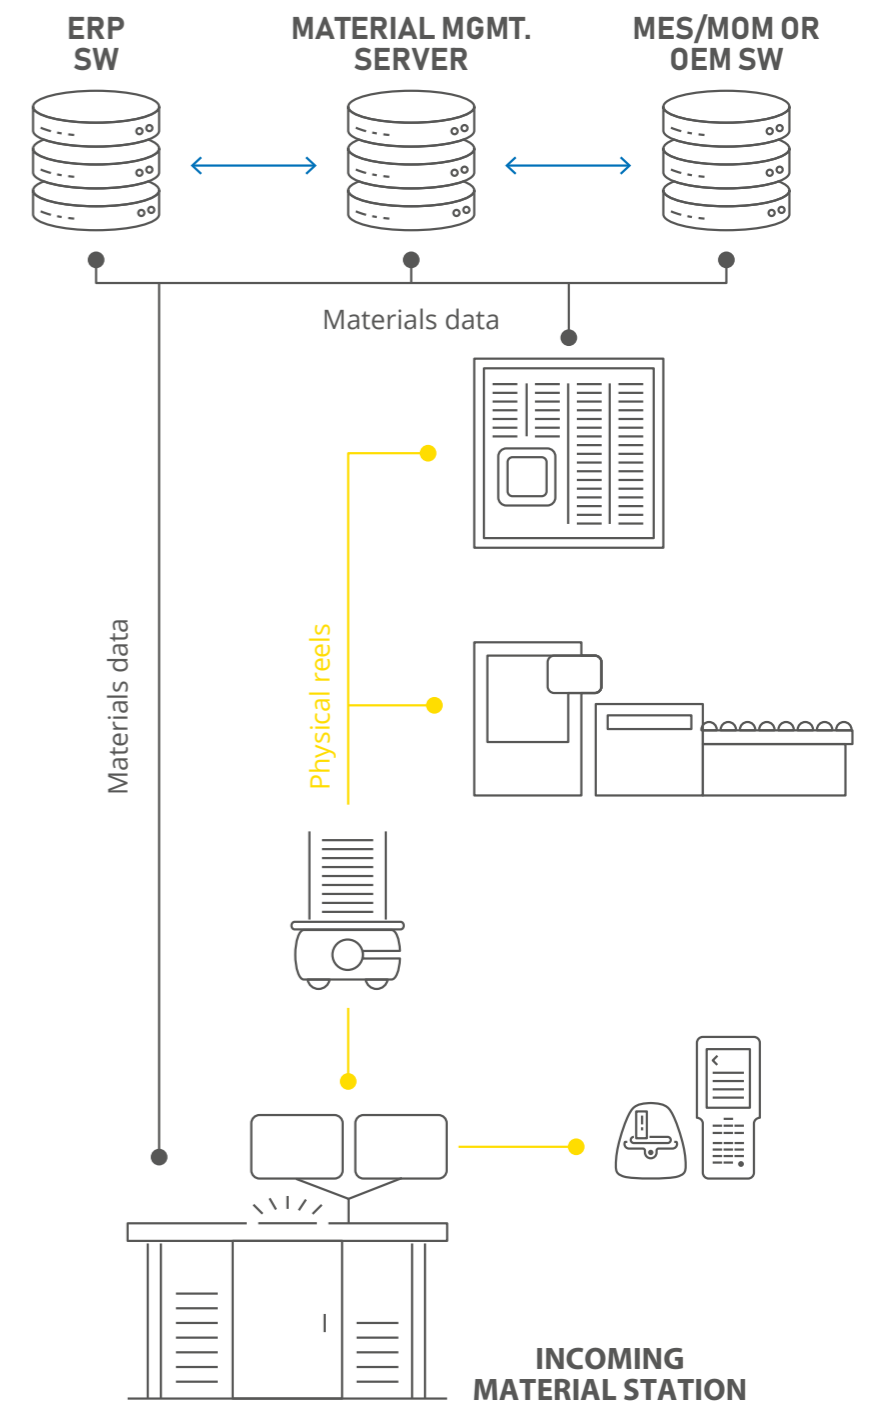 ERP
SW
MATERIAL MGMT.
SERVER
MES/MOM OR
OEM SW
Materials data
Physical reels
Materials data
INCOMING
MATERIAL STATION